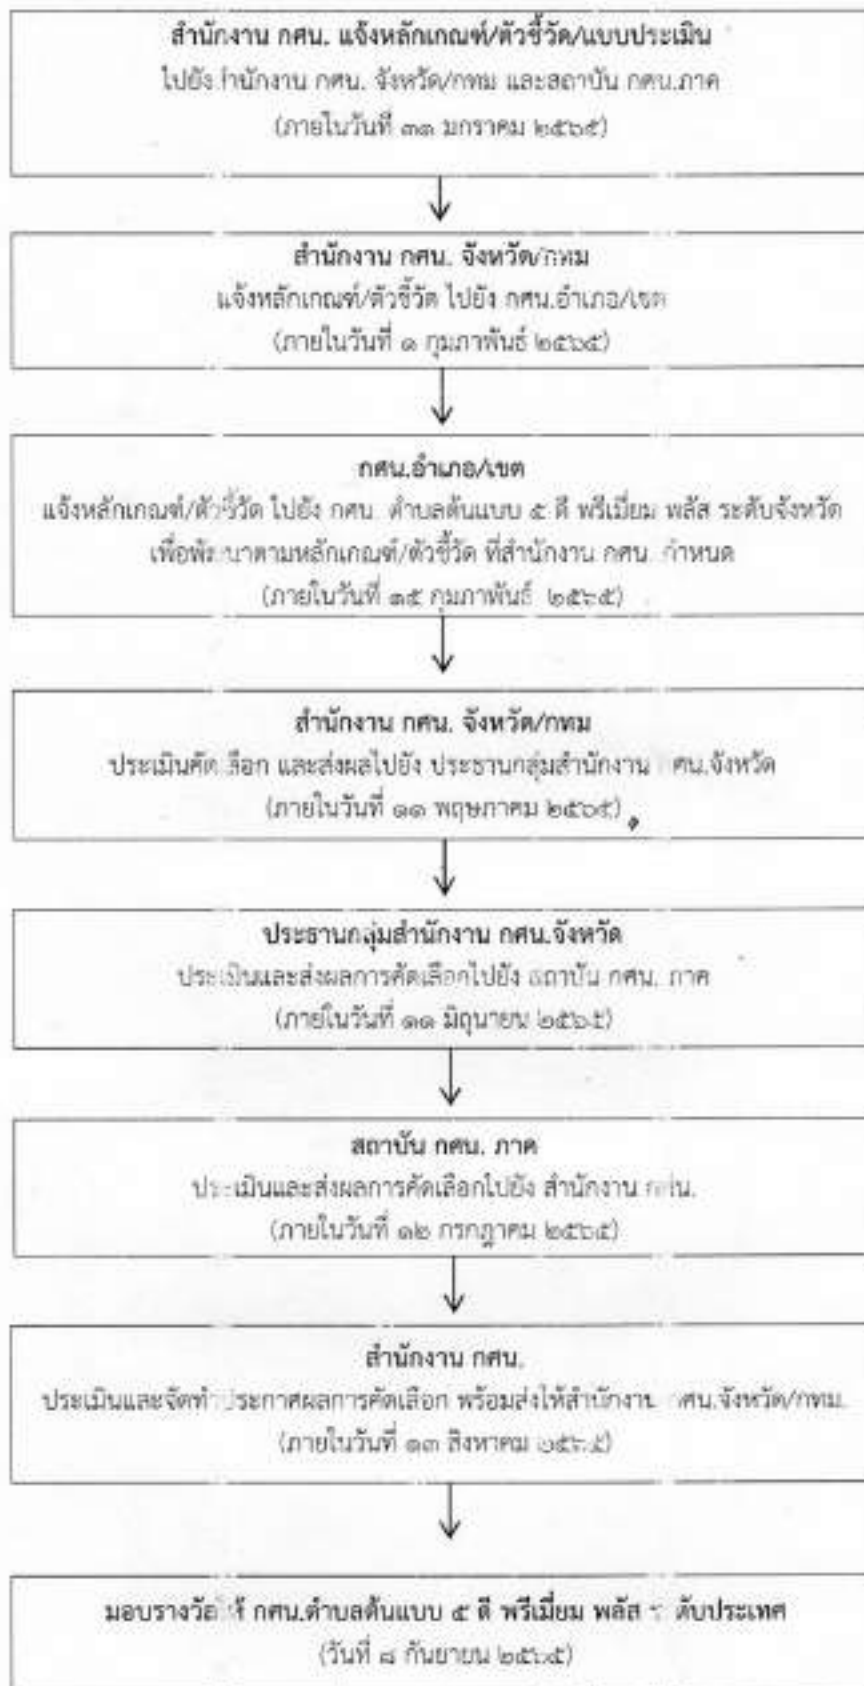 สำนักงาน กศน. แจ้งหลักเกณฑ์/ตัวชี้วัด/แบบประเมิน
ไปยังสำนักงาน กศน. จังหวัด/กทม และสถาบัน กศน.ภาค
(ภายในวันที่ ๓๑ มกราคม ๒๕๖๕)
สำนักงาน กศน. จังหวัด/กทม
แจ้งหลักเกณฑ์/ตัวชี้วัด ไปยัง กศน.อำเภอ/เขต
(ภายในวันที่ ๑ กุมภาพันธ์ ๒๕๖๕)
กศน.อำเภอ/เขต
แจ้งหลักเกณฑ์/ตัวชี้วัด ไปยัง กศน. ตำบลต้นแบบ ๕ ดี พรีเมี่ยม พลัส ระดับจังหวัด
เพื่อพัฒนาตามหลักเกณฑ์/ตัวชี้วัด ที่สำนักงาน กศน. กำหนด
(ภายในวันที่ ๑๕ กุมภาพันธ์ ๒๕๖๕)
สำนักงาน กศน. จังหวัด/กทม
ประเมินคัดเลือก และส่งผลไปยัง ประธานกลุ่มสำนักงาน กศน.จังหวัด
(ภายในวันที่ ๑๑ พฤษภาคม ๒๕๖๕)
ประธานกลุ่มสำนักงาน กศน.จังหวัด
ประเมินและส่งผลการคัดเลือกไปยัง สถาบัน กศน. ภาค
(ภายในวันที่ ๑๑ มิถุนายน ๒๕๖๕)
สถาบัน กศน. ภาค
ประเมินและส่งผลการคัดเลือกไปยัง สำนักงาน กศน.
(ภายในวันที่ ๑๒ กรกฎาคม ๒๕๖๕)
สำนักงาน กศน.
ประเมินและจัดทำประกาศผลการคัดเลือก พร้อมส่งให้สำนักงาน กศน.จังหวัด/กทม.
(ภายในวันที่ ๑๓ สิงหาคม ๒๕๖๕)
มอบรางวัลให้ กศน.ตำบลต้นแบบ ๕ ดี พรีเมี่ยม พลัส ระดับประเทศ
(วันที่ ๘ กันยายน ๒๕๖๕)